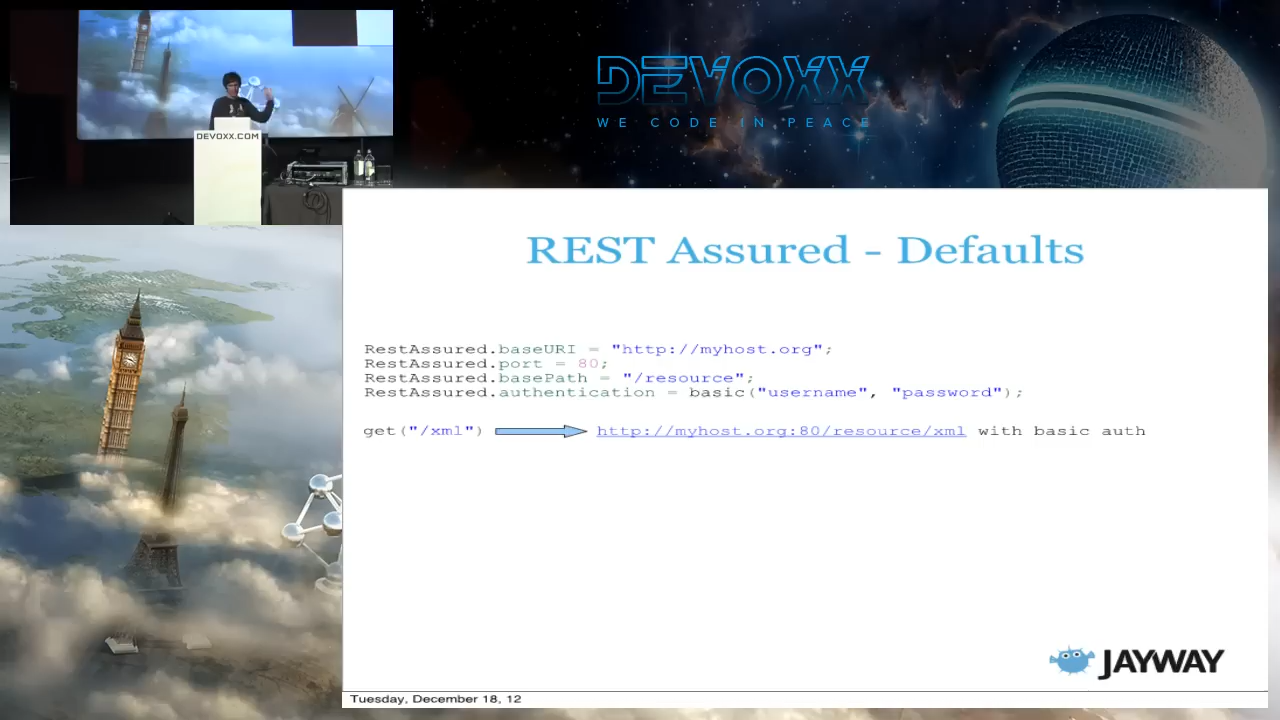 DEVOXX
WE CODE IN PEACE
DEVOXX.COM
REST Assured - Defaults
RestAssured.baseURI = "http://myhost.org";
RestAssured.port = 80;
RestAssured.basePath = "/resource";
RestAssured.authentication = basic("username", "password");
get("/xml") http://myhost.org:80/resource/xml with basic auth
JAYWAY
Tuesday, December 18, 12